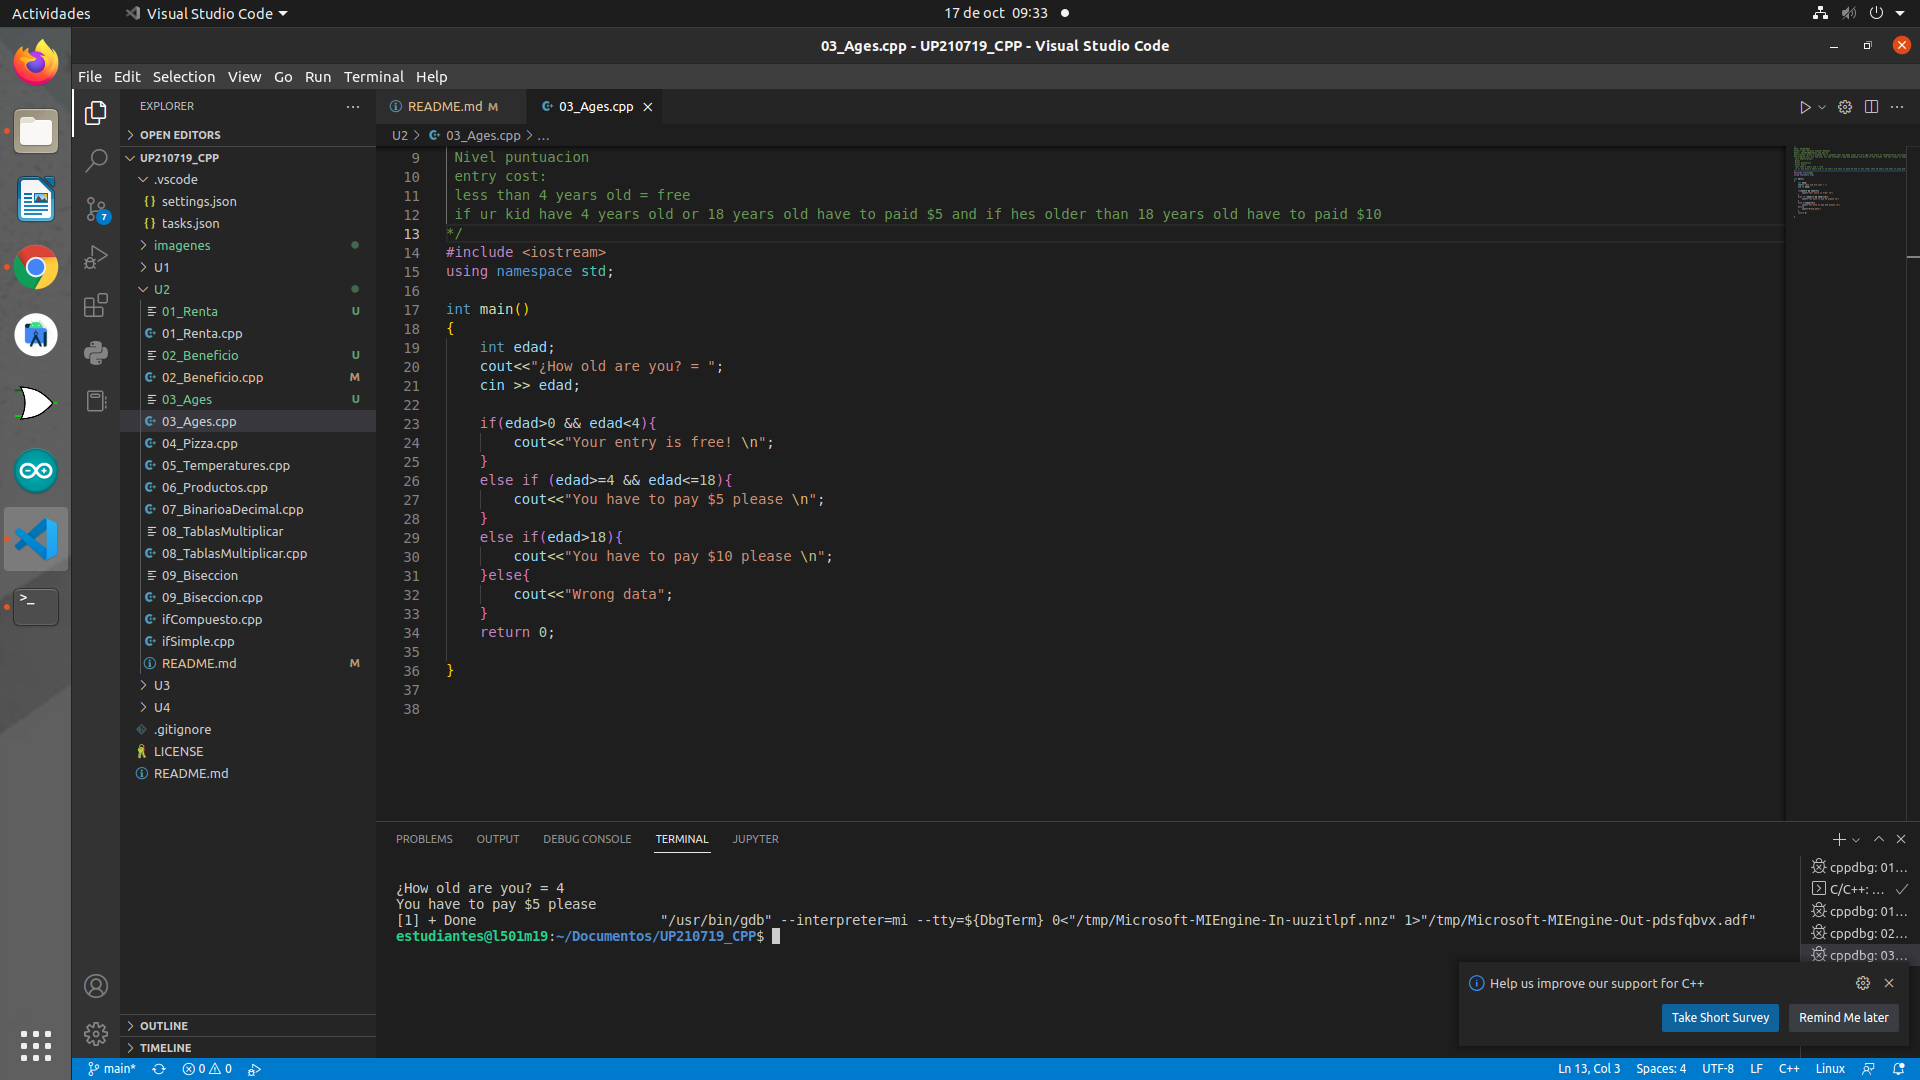 Actividades
Visual Studio Code
17 de oct 09:33
03_Ages.cpp - UP210719_CPP - Visual Studio Code
File Edit Selection View Go Run Terminal Help
EXPLORER
OPEN EDITORS
UP210719_CPP
.vscode
settings.json
tasks.json
imagenes
U1
U2
01_Renta U
01_Renta.cpp
02_Beneficio U
02_Beneficio.cpp M
03_Ages U
03_Ages.cpp
04_Pizza.cpp
05_Temperatures.cpp
06_Productos.cpp
07_BinarioaDecimal.cpp
08_TablasMultiplicar
08_TablasMultiplicar.cpp
09_Biseccion
09_Biseccion.cpp
ifCompuesto.cpp
ifSimple.cpp
README.md M
U3
U4
.gitignore
LICENSE
README.md
OUTLINE
TIMELINE
README.md M
03_Ages.cpp
U2 > 03_Ages.cpp > ...
9 Nivel puntuacion
10 entry cost:
11 less than 4 years old = free
12 if ur kid have 4 years old or 18 years old have to paid $5 and if hes older than 18 years old have to paid $10
13 */
14 #include <iostream>
15 using namespace std;
16
17 int main()
18 {
19 int edad;
20 cout<<"¿How old are you? = ";
21 cin >> edad;
22
23 if(edad>0 && edad<4){
24 cout<<"Your entry is free! \n";
25 }
26 else if (edad>=4 && edad<=18){
27 cout<<"You have to pay $5 please \n";
28 }
29 else if(edad>18){
30 cout<<"You have to pay $10 please \n";
31 }else{
32 cout<<"Wrong data";
33 }
34 return 0;
35
36 }
37
38
PROBLEMS OUTPUT DEBUG CONSOLE TERMINAL JUPYTER
¿How old are you? = 4
You have to pay $5 please
[1] + Done "/usr/bin/gdb" --interpreter=mi --tty=${DbgTerm} 0<"/tmp/Microsoft-MIEngine-In-uuzitlpf.nnz" 1>"/tmp/Microsoft-MIEngine-Out-pdsfqbvx.adf"
estudiantes@l501m19:~/Documentos/UP210719_CPP$
cppdbg: 01...
C/C++: ...
cppdbg: 01...
cppdbg: 02...
cppdbg: 03...
Help us improve our support for C++
Take Short Survey
Remind Me later
7
main*
0 0
Ln 13, Col 3
Spaces: 4
UTF-8
LF
C++
Linux